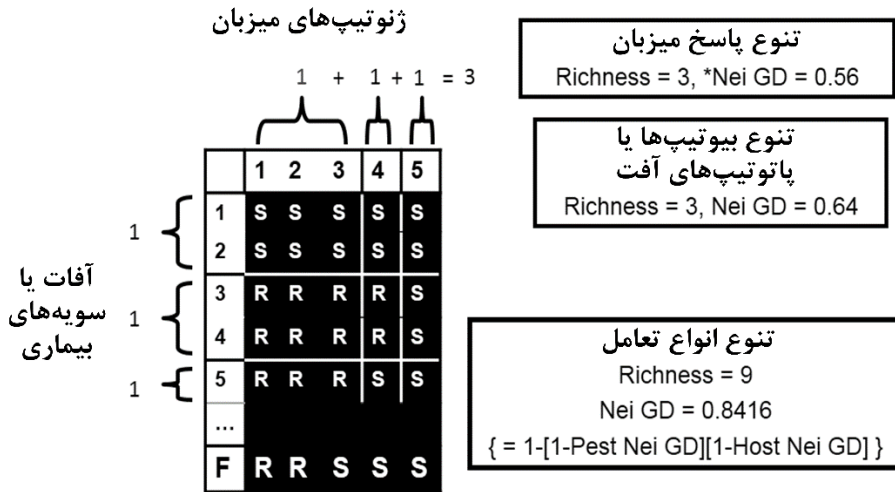 ژنوتیپ‌های میزبان
1 + 1 + 1 = 3
1 2 3 4 5
1 S S S S S
2 S S S S S
3 R R R R S
4 R R R R S
5 R R R S S
...
F R R S S S
1
1
1
آفات یا
سویه‌های
بیماری
تنوع پاسخ میزبان
Richness = 3, *Nei GD = 0.56
تنوع بیوتیپ‌ها یا
پاتوتیپ‌های آفت
Richness = 3, Nei GD = 0.64
تنوع انواع تعامل
Richness = 9
Nei GD = 0.8416
{ = 1-[1-Pest Nei GD][1-Host Nei GD] }